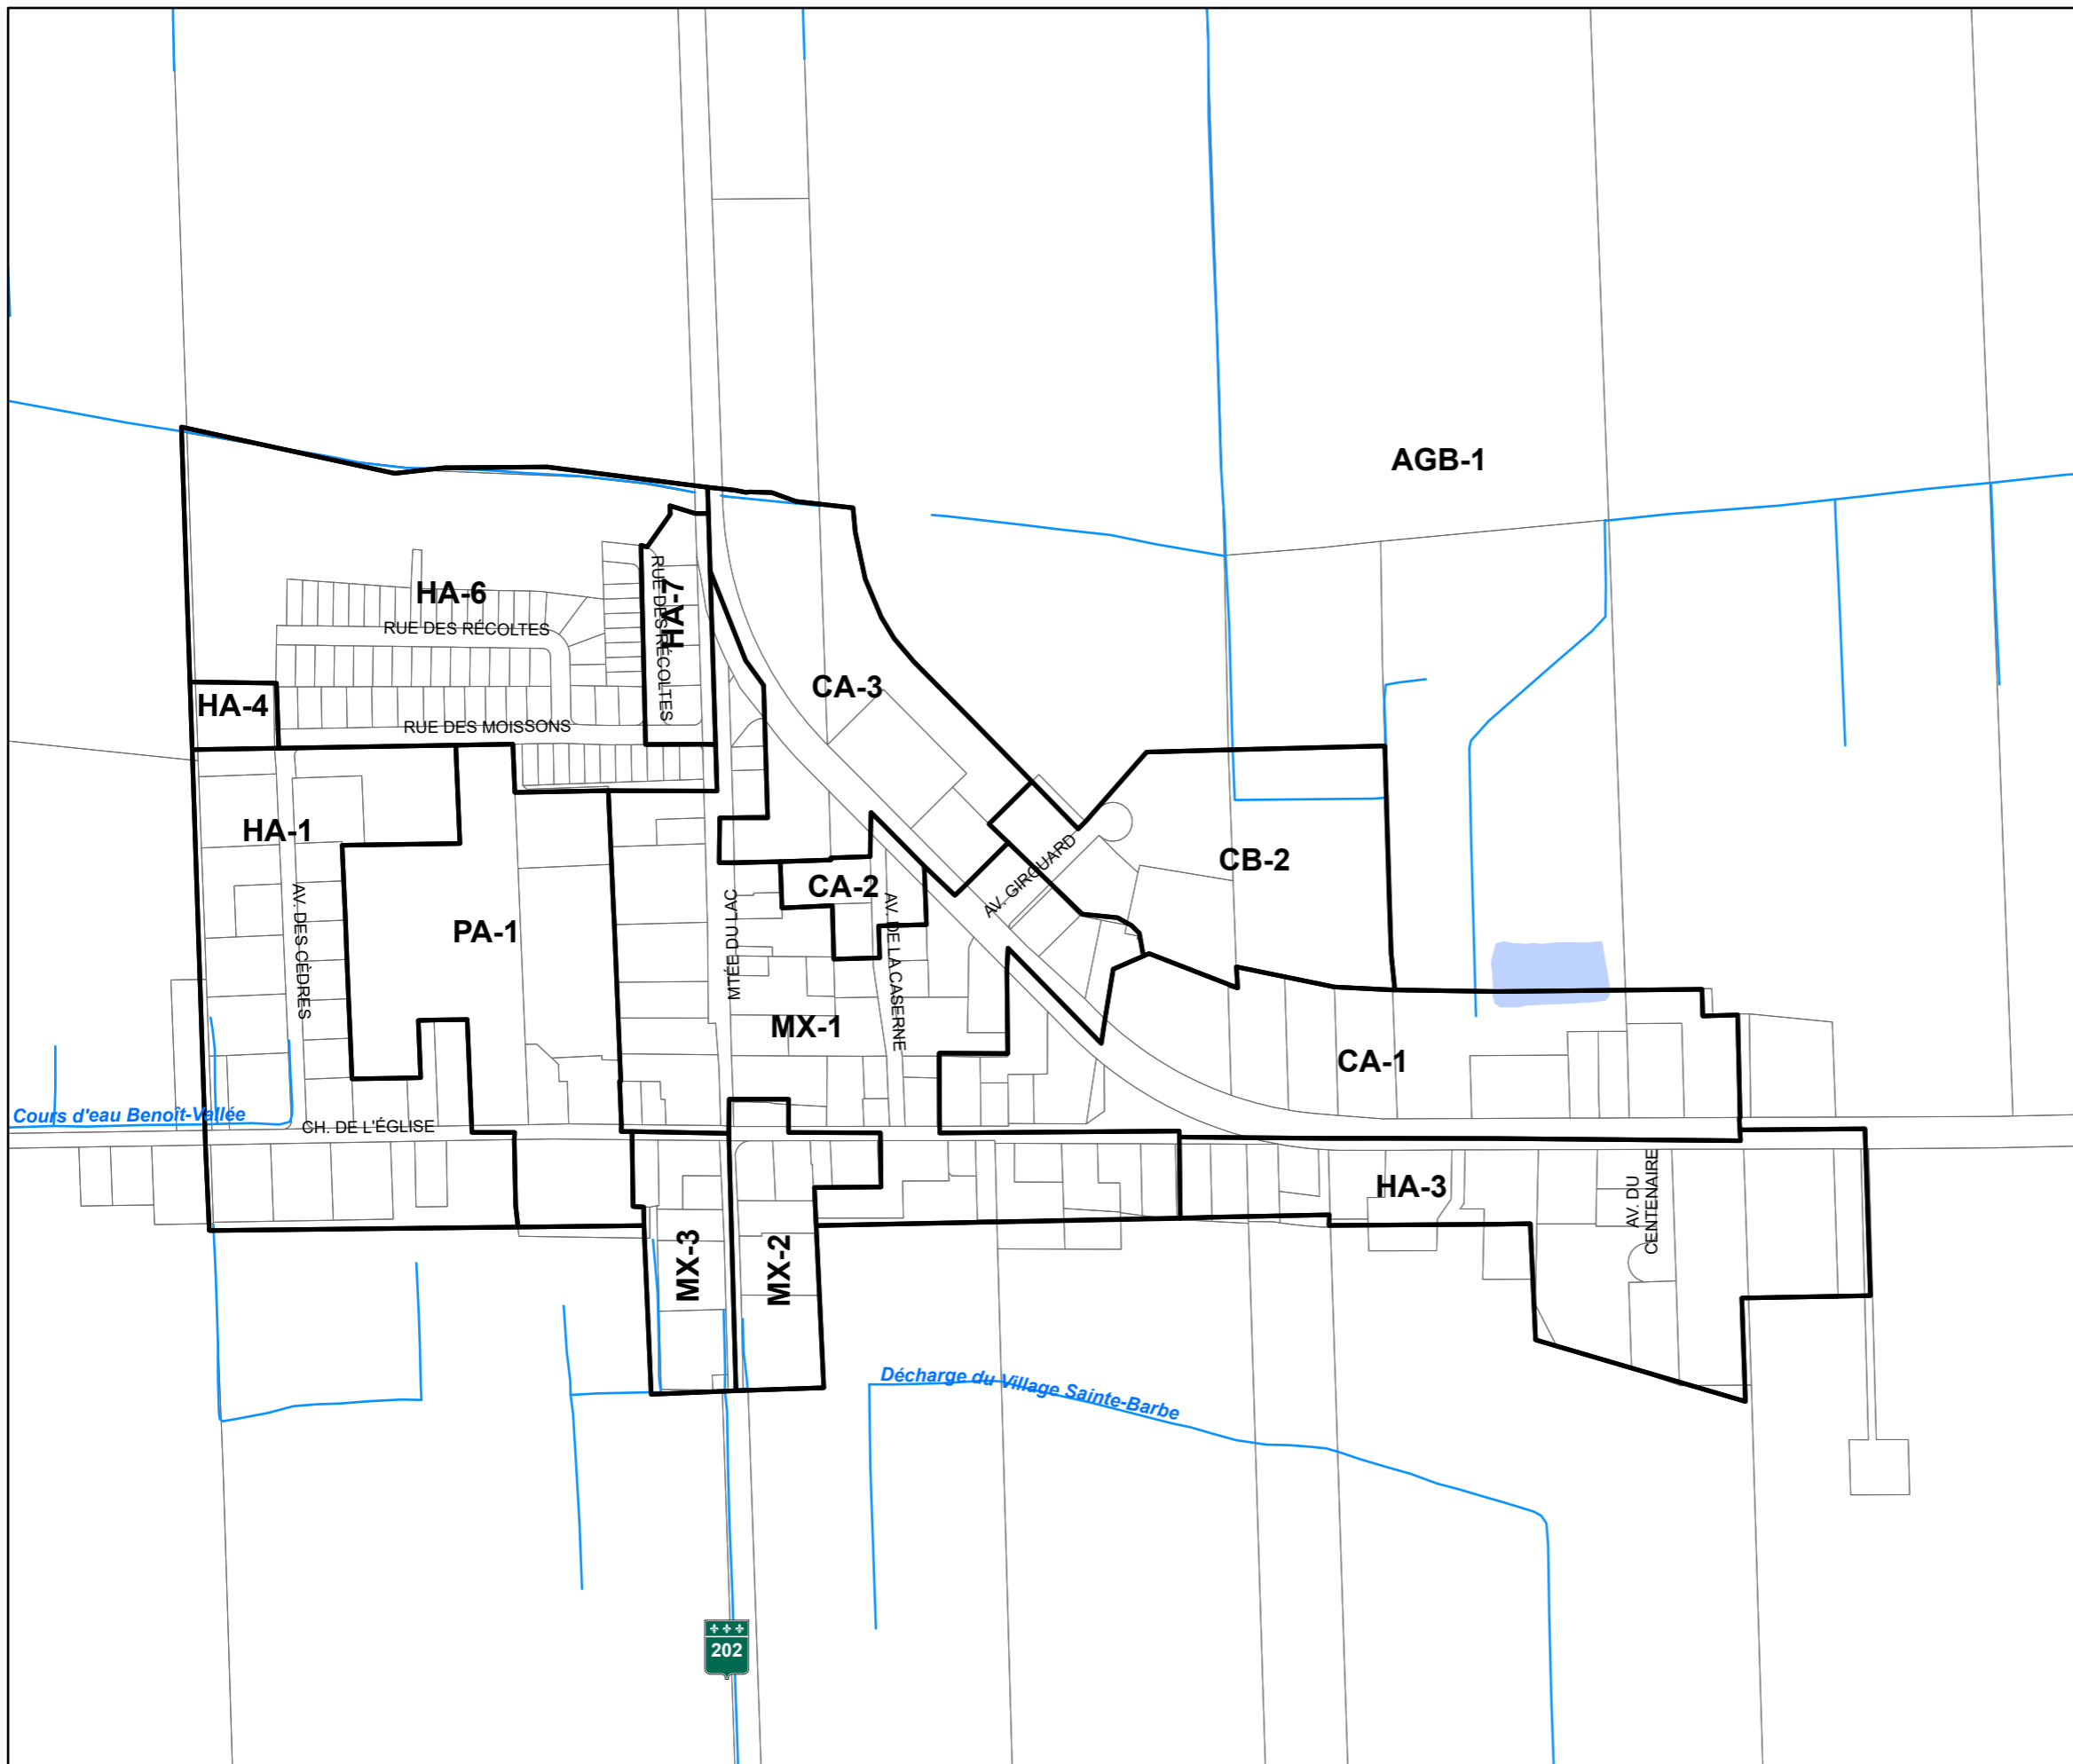 AGB-1
HA-6
RUE DES RÉCOLTES
HA-7
RUE DES RÉCOLTES
CA-3
HA-4
RUE DES MOISSONS
HA-1
AV. GIROUARD
CB-2
CA-2
PA-1
AV. DES CÈDRES
MTÉE DU LAC
AV. DE LA CASERNE
MX-1
CA-1
Cours d'eau Benoît-Vallée
CH. DE L'ÉGLISE
HA-3
AV. DU
CENTENAIRE
MX-3
MX-2
Décharge du Village Sainte-Barbe
202